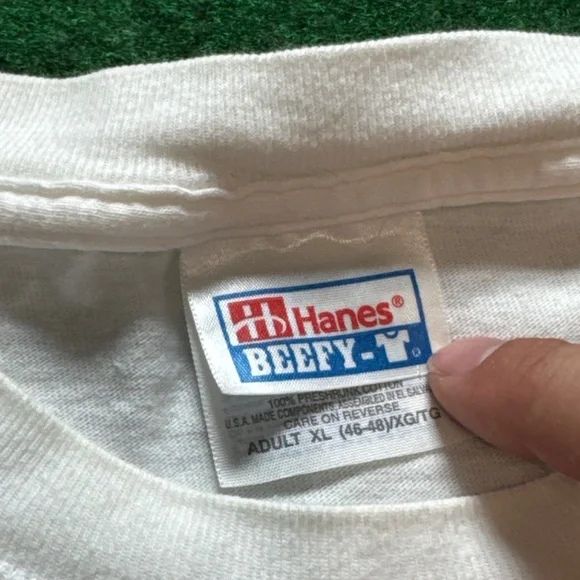 Hanes®
BEEFY-T®
100% PRESHRUNK COTTON
U.S.A. MADE COMPONENTS ASSEMBLED IN EL SALV
CARE ON REVERSE
ADULT XL (46-48)/XG/TG